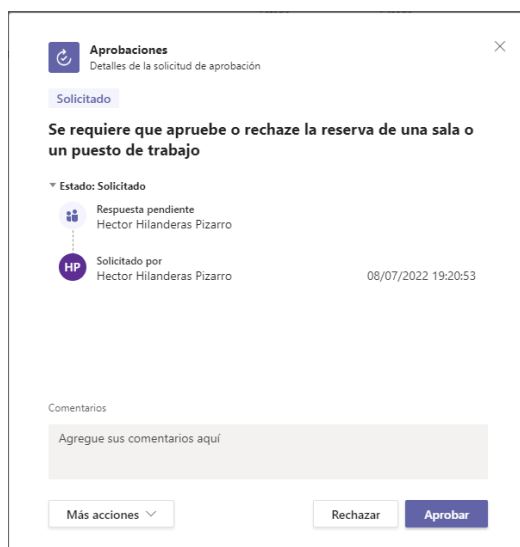 Aprobaciones
Detalles de la solicitud de aprobación
Solicitado
Se requiere que apruebe o rechaze la reserva de una sala o
un puesto de trabajo
Estado: Solicitado
Respuesta pendiente
Hector Hilanderas Pizarro
HP
Solicitado por
Hector Hilanderas Pizarro
08/07/2022 19:20:53
Comentarios
Agregue sus comentarios aquí
Más acciones
Rechazar
Aprobar